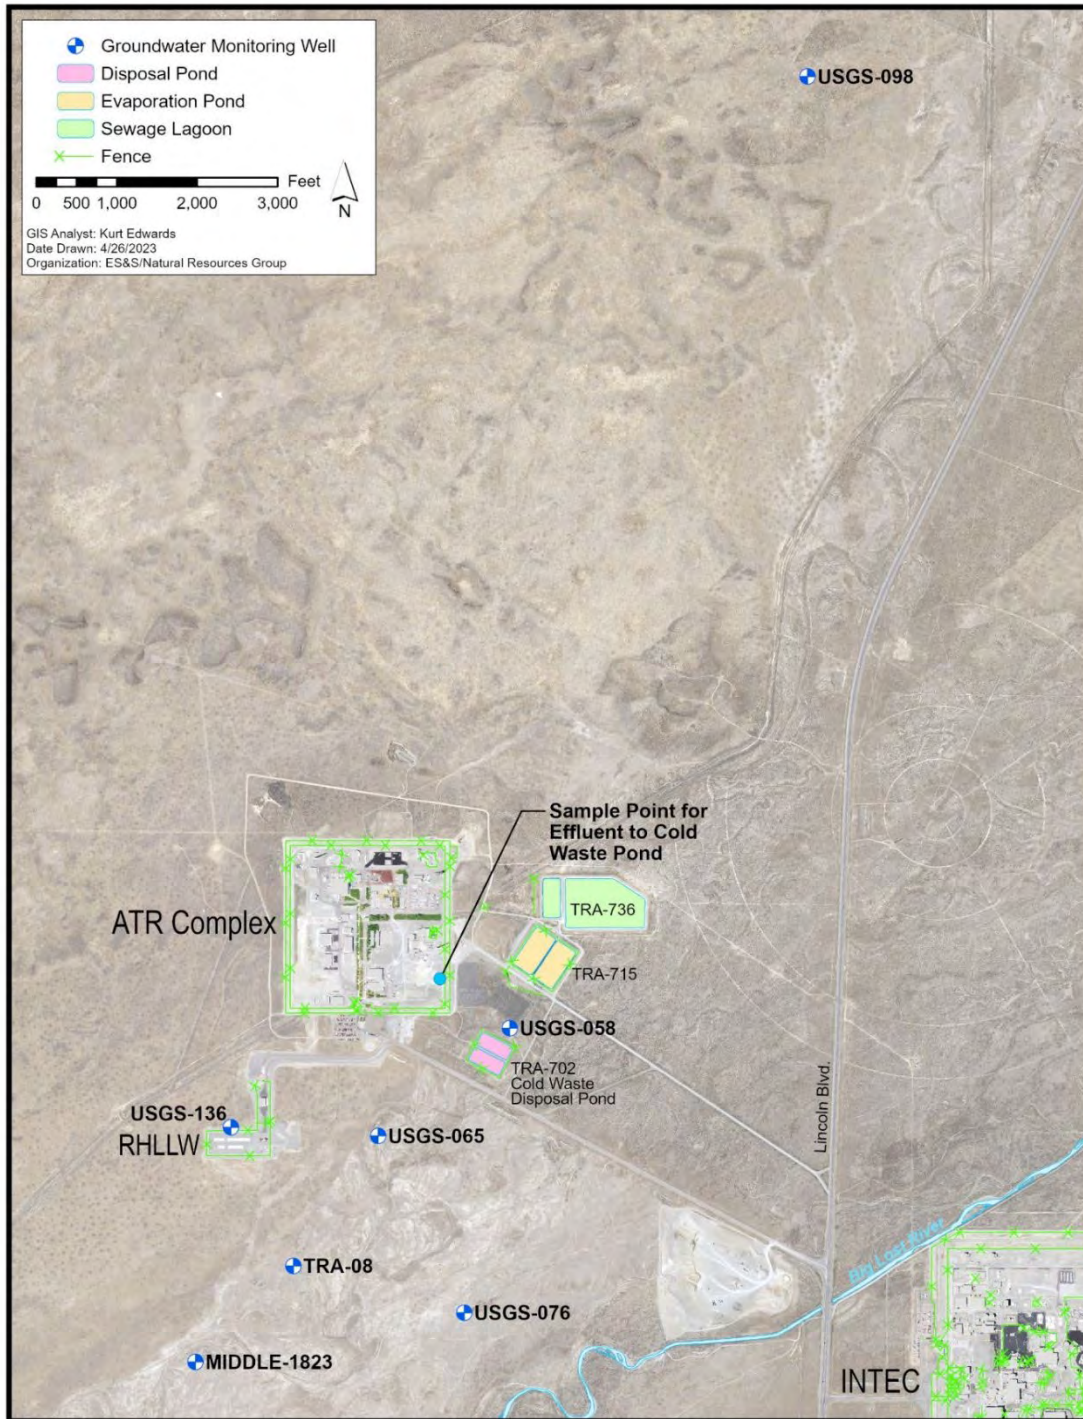 Groundwater Monitoring Well
Disposal Pond
Evaporation Pond
Sewage Lagoon
Fence
Feet
0 500 1,000 2,000 3,000
N
GIS Analyst: Kurt Edwards
Date Drawn: 4/26/2023
Organization: ES&S/Natural Resources Group
USGS-098
Sample Point for
Effluent to Cold
Waste Pond
ATR Complex
TRA-736
TRA-715
USGS-058
TRA-702
Cold Waste
Disposal Pond
USGS-136
RHLLW
USGS-065
Lincoln Blvd.
Big Lost River
TRA-08
USGS-076
MIDDLE-1823
INTEC